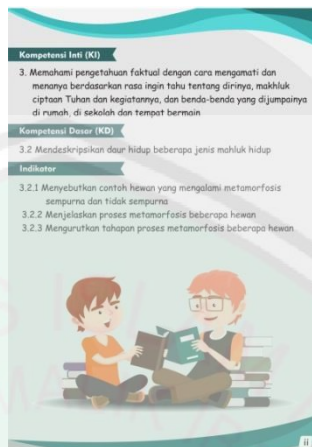 Kompetensi Inti (KI)
3. Memahami pengetahuan faktual dengan cara mengamati dan
menanya berdasarkan rasa ingin tahu tentang dirinya, makhluk
ciptaan Tuhan dan kegiatannya, dan benda-benda yang dijumpainya
di rumah, di sekolah dan tempat bermain
Kompetensi Dasar (KD)
3.2 Mendeskripsikan daur hidup beberapa jenis mahluk hidup
Indikator
3.2.1 Menyebutkan contoh hewan yang mengalami metamorfosis
sempurna dan tidak sempurna
3.2.2 Menjelaskan proses metamorfosis beberapa hewan
3.2.3 Mengurutkan tahapan proses metamorfosis beberapa hewan
ii